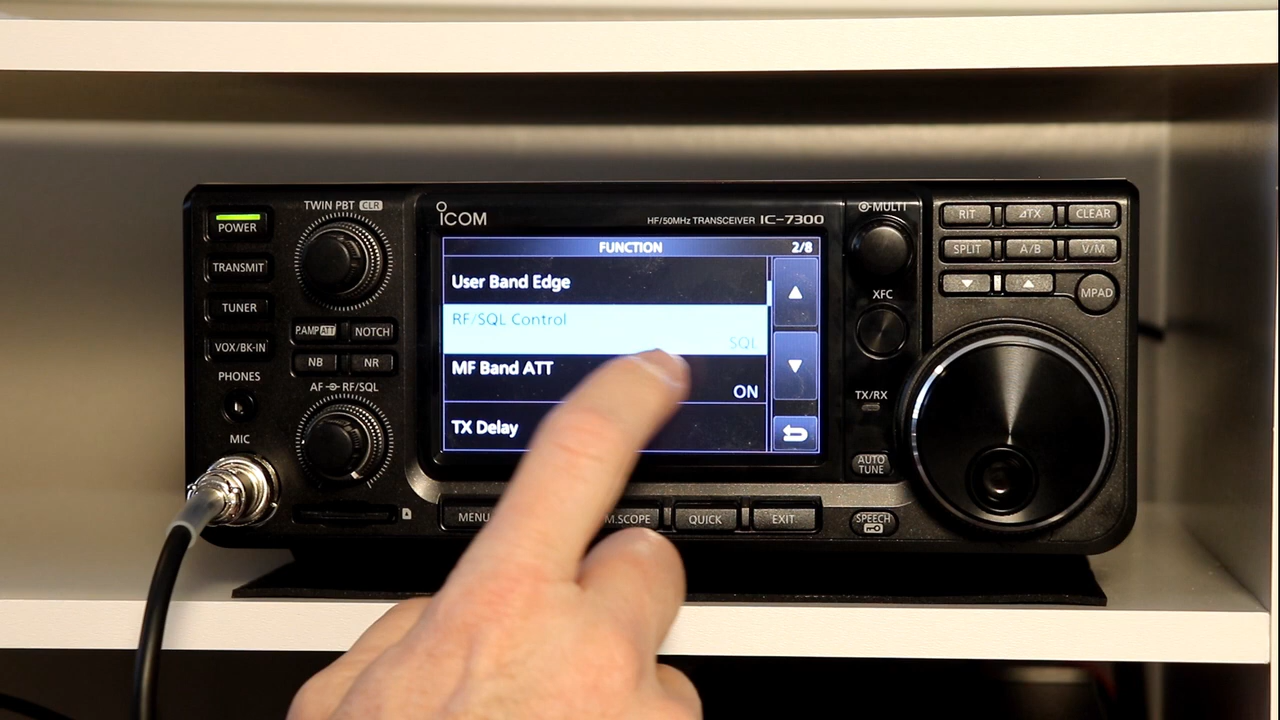 POWER
TRANSMIT
TUNER
VOX/BK-IN
PHONES
MIC
TWIN PBT CLR
P.AMP ATT
NOTCH
NB
NR
AF RF/SQL
ICOM
HF/50MHz TRANSCEIVER IC-7300
FUNCTION 2/8
User Band Edge
RF/SQL Control
SQL
MF Band ATT
ON
TX Delay
MENU
M.SCOPE
QUICK
EXIT
MULTI
XFC
TX/RX
AUTO
TUNE
SPEECH
RIT
⊿TX
CLEAR
SPLIT
A/B
V/M
MPAD